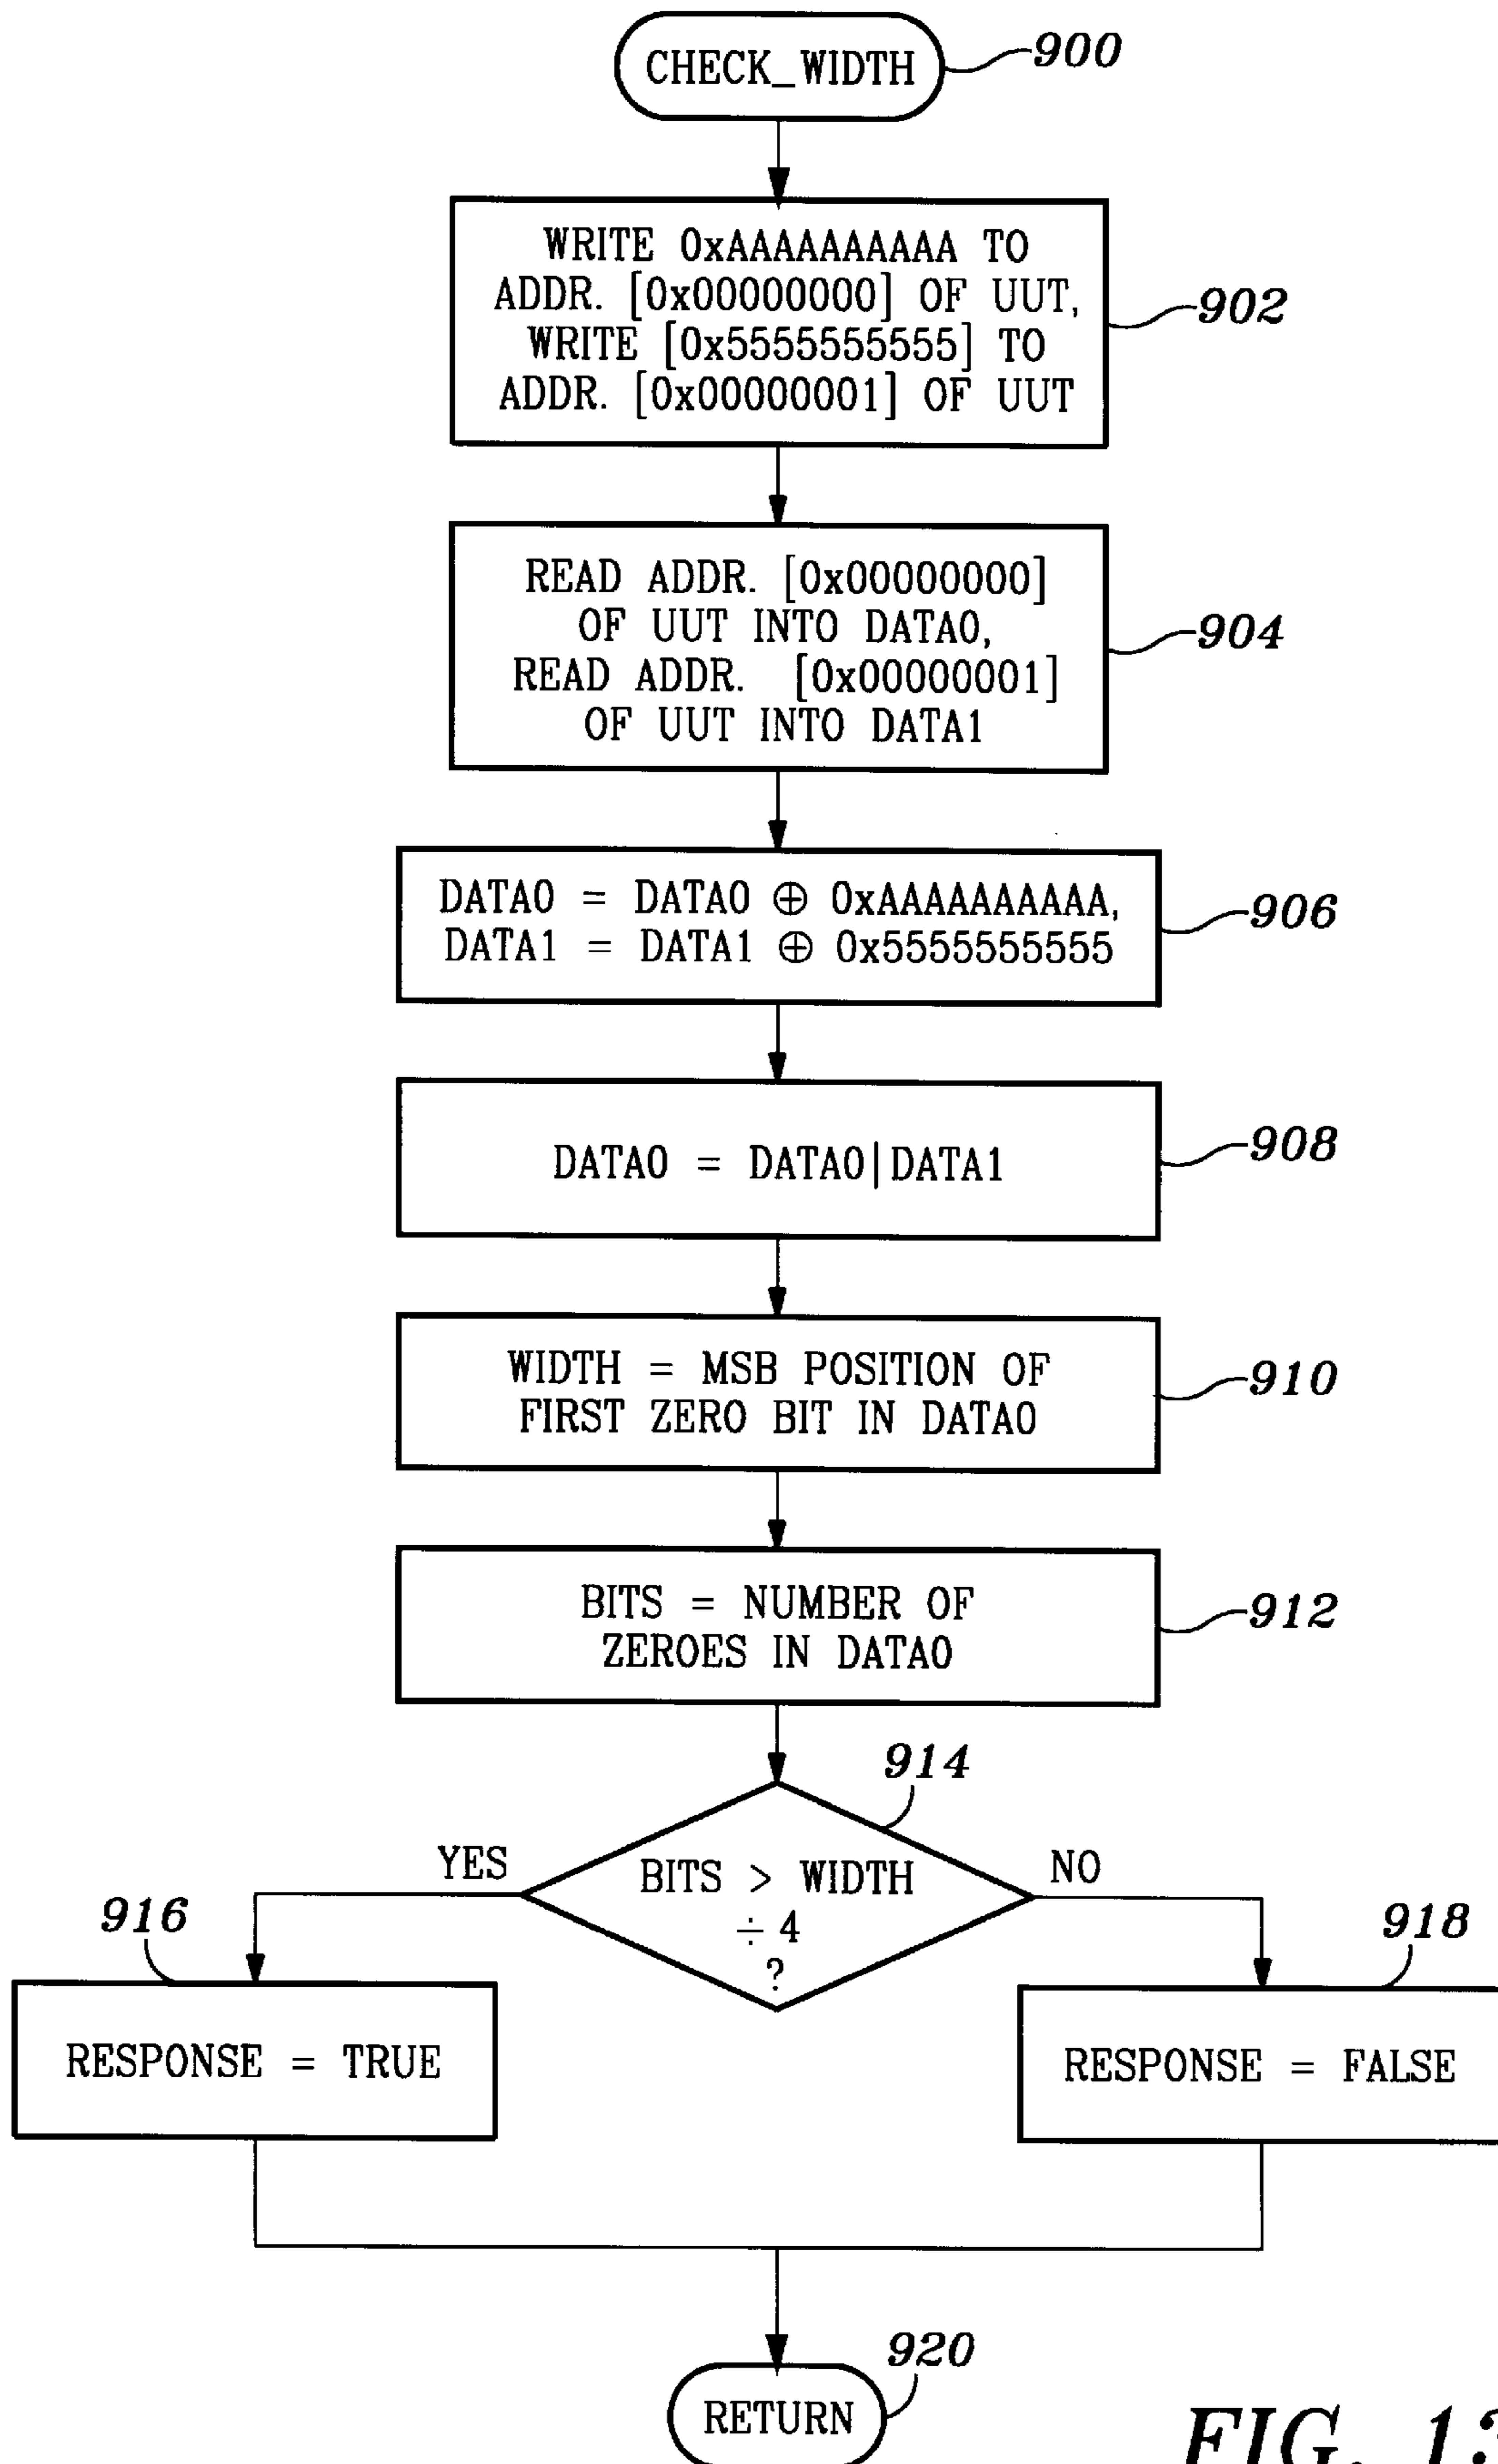 CHECK_WIDTH
900
WRITE 0xAAAAAAAAAA TO
ADDR. [0x00000000] OF UUT,
WRITE [0x5555555555] TO
ADDR. [0x00000001] OF UUT
902
READ ADDR. [0x00000000]
OF UUT INTO DATA0,
READ ADDR. [0x00000001]
OF UUT INTO DATA1
904
DATA0 = DATA0 ⊕ 0xAAAAAAAAAA,
DATA1 = DATA1 ⊕ 0x5555555555
906
DATA0 = DATA0|DATA1
908
WIDTH = MSB POSITION OF
FIRST ZERO BIT IN DATA0
910
BITS = NUMBER OF
ZEROES IN DATA0
912
914
YES
BITS > WIDTH
÷ 4
?
NO
916
RESPONSE = TRUE
918
RESPONSE = FALSE
920
RETURN
FIG. 13